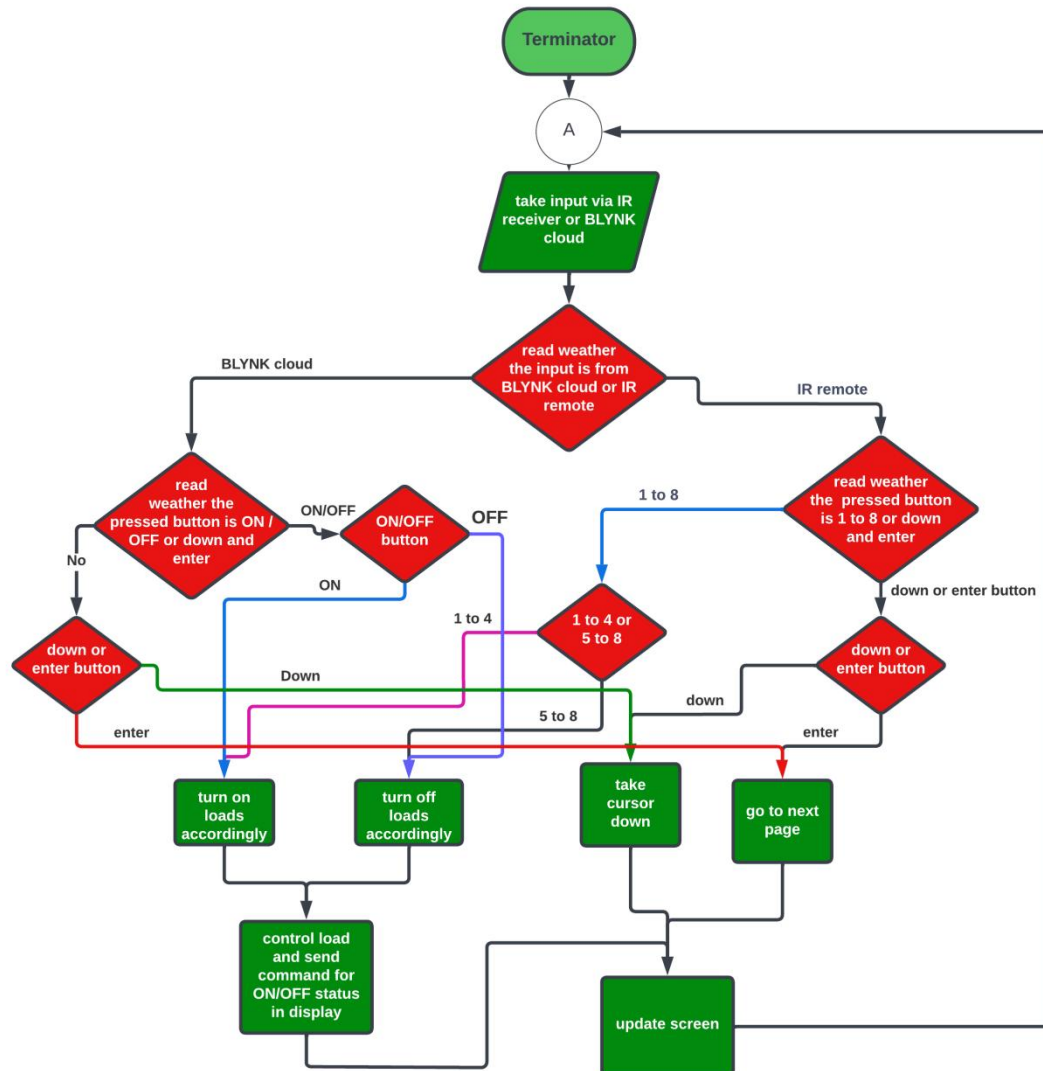 Terminator
A
take input via IR
receiver or BLYNK
cloud
read weather
the input is from
BLYNK cloud or IR
remote
BLYNK cloud
IR remote
read
weather the
pressed button is ON /
OFF or down and
enter
ON/OFF
ON/OFF
button
OFF
1 to 8
read weather
the pressed button
is 1 to 8 or down
and enter
No
ON
down or enter button
down or
enter button
1 to 4
1 to 4 or
5 to 8
down or
enter button
Down
down
5 to 8
enter
enter
turn on
loads
accordingly
turn off
loads
accordingly
take
cursor
down
go to next
page
control load
and send
command for
ON/OFF status
in display
update screen